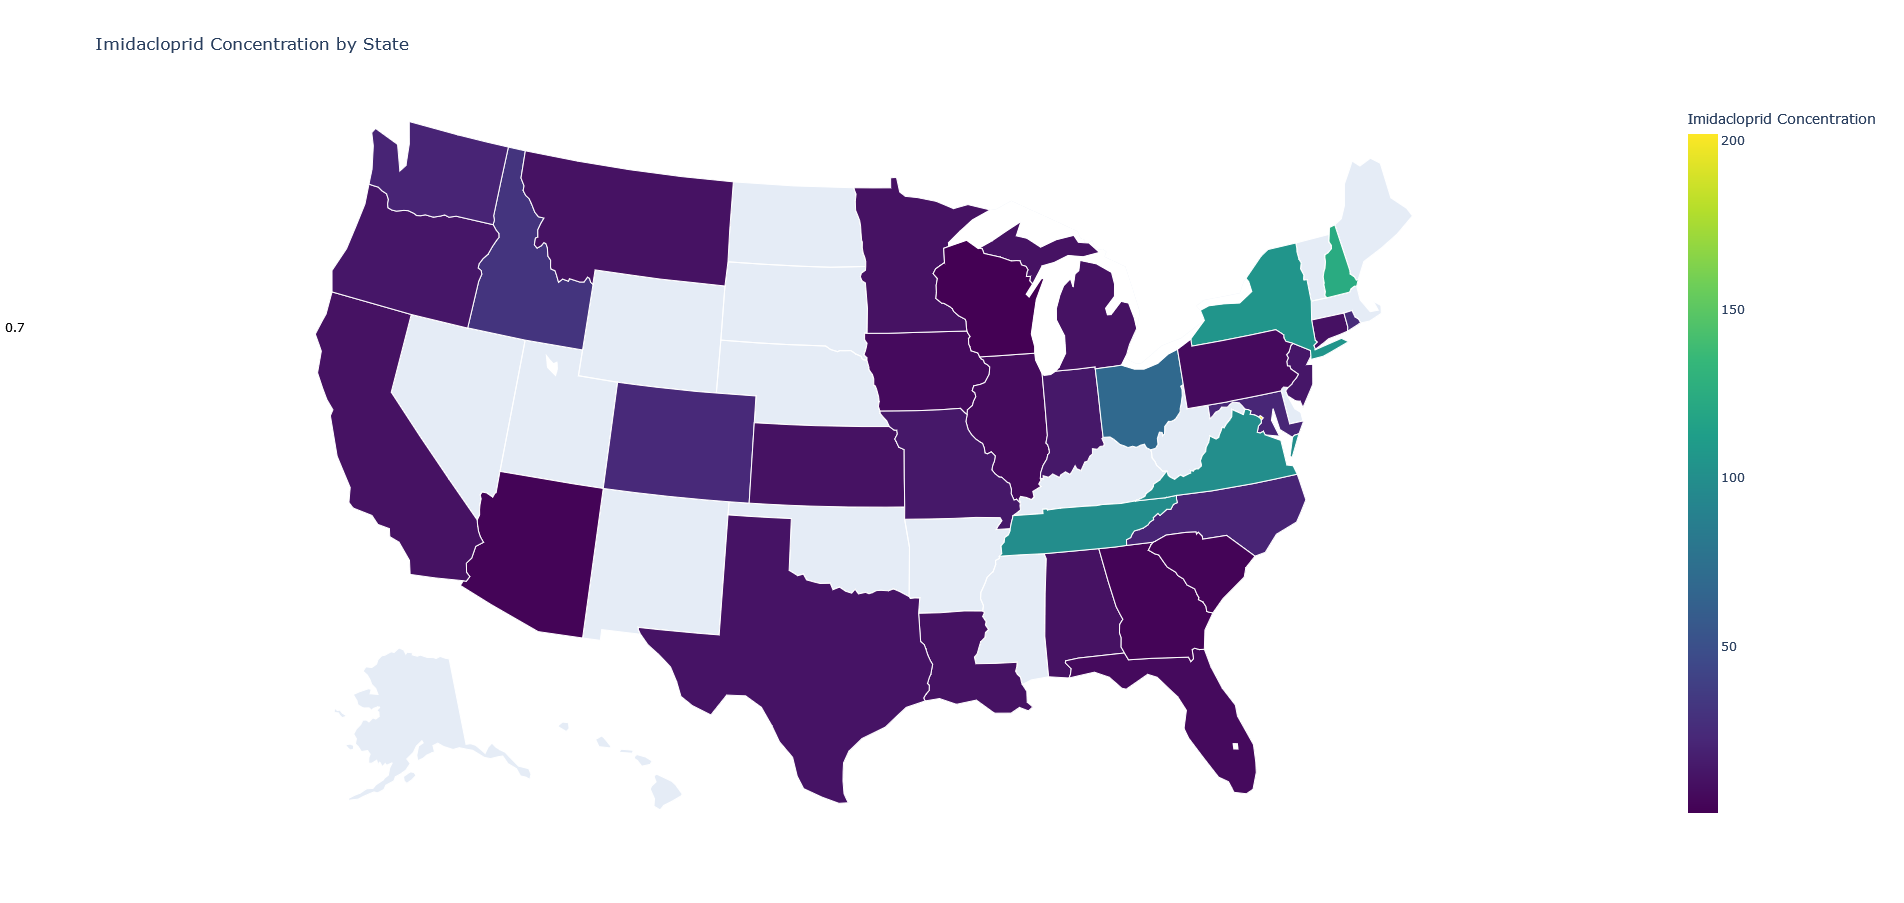 Imidacloprid Concentration by State
Imidacloprid Concentration
200
150
100
50
0.7